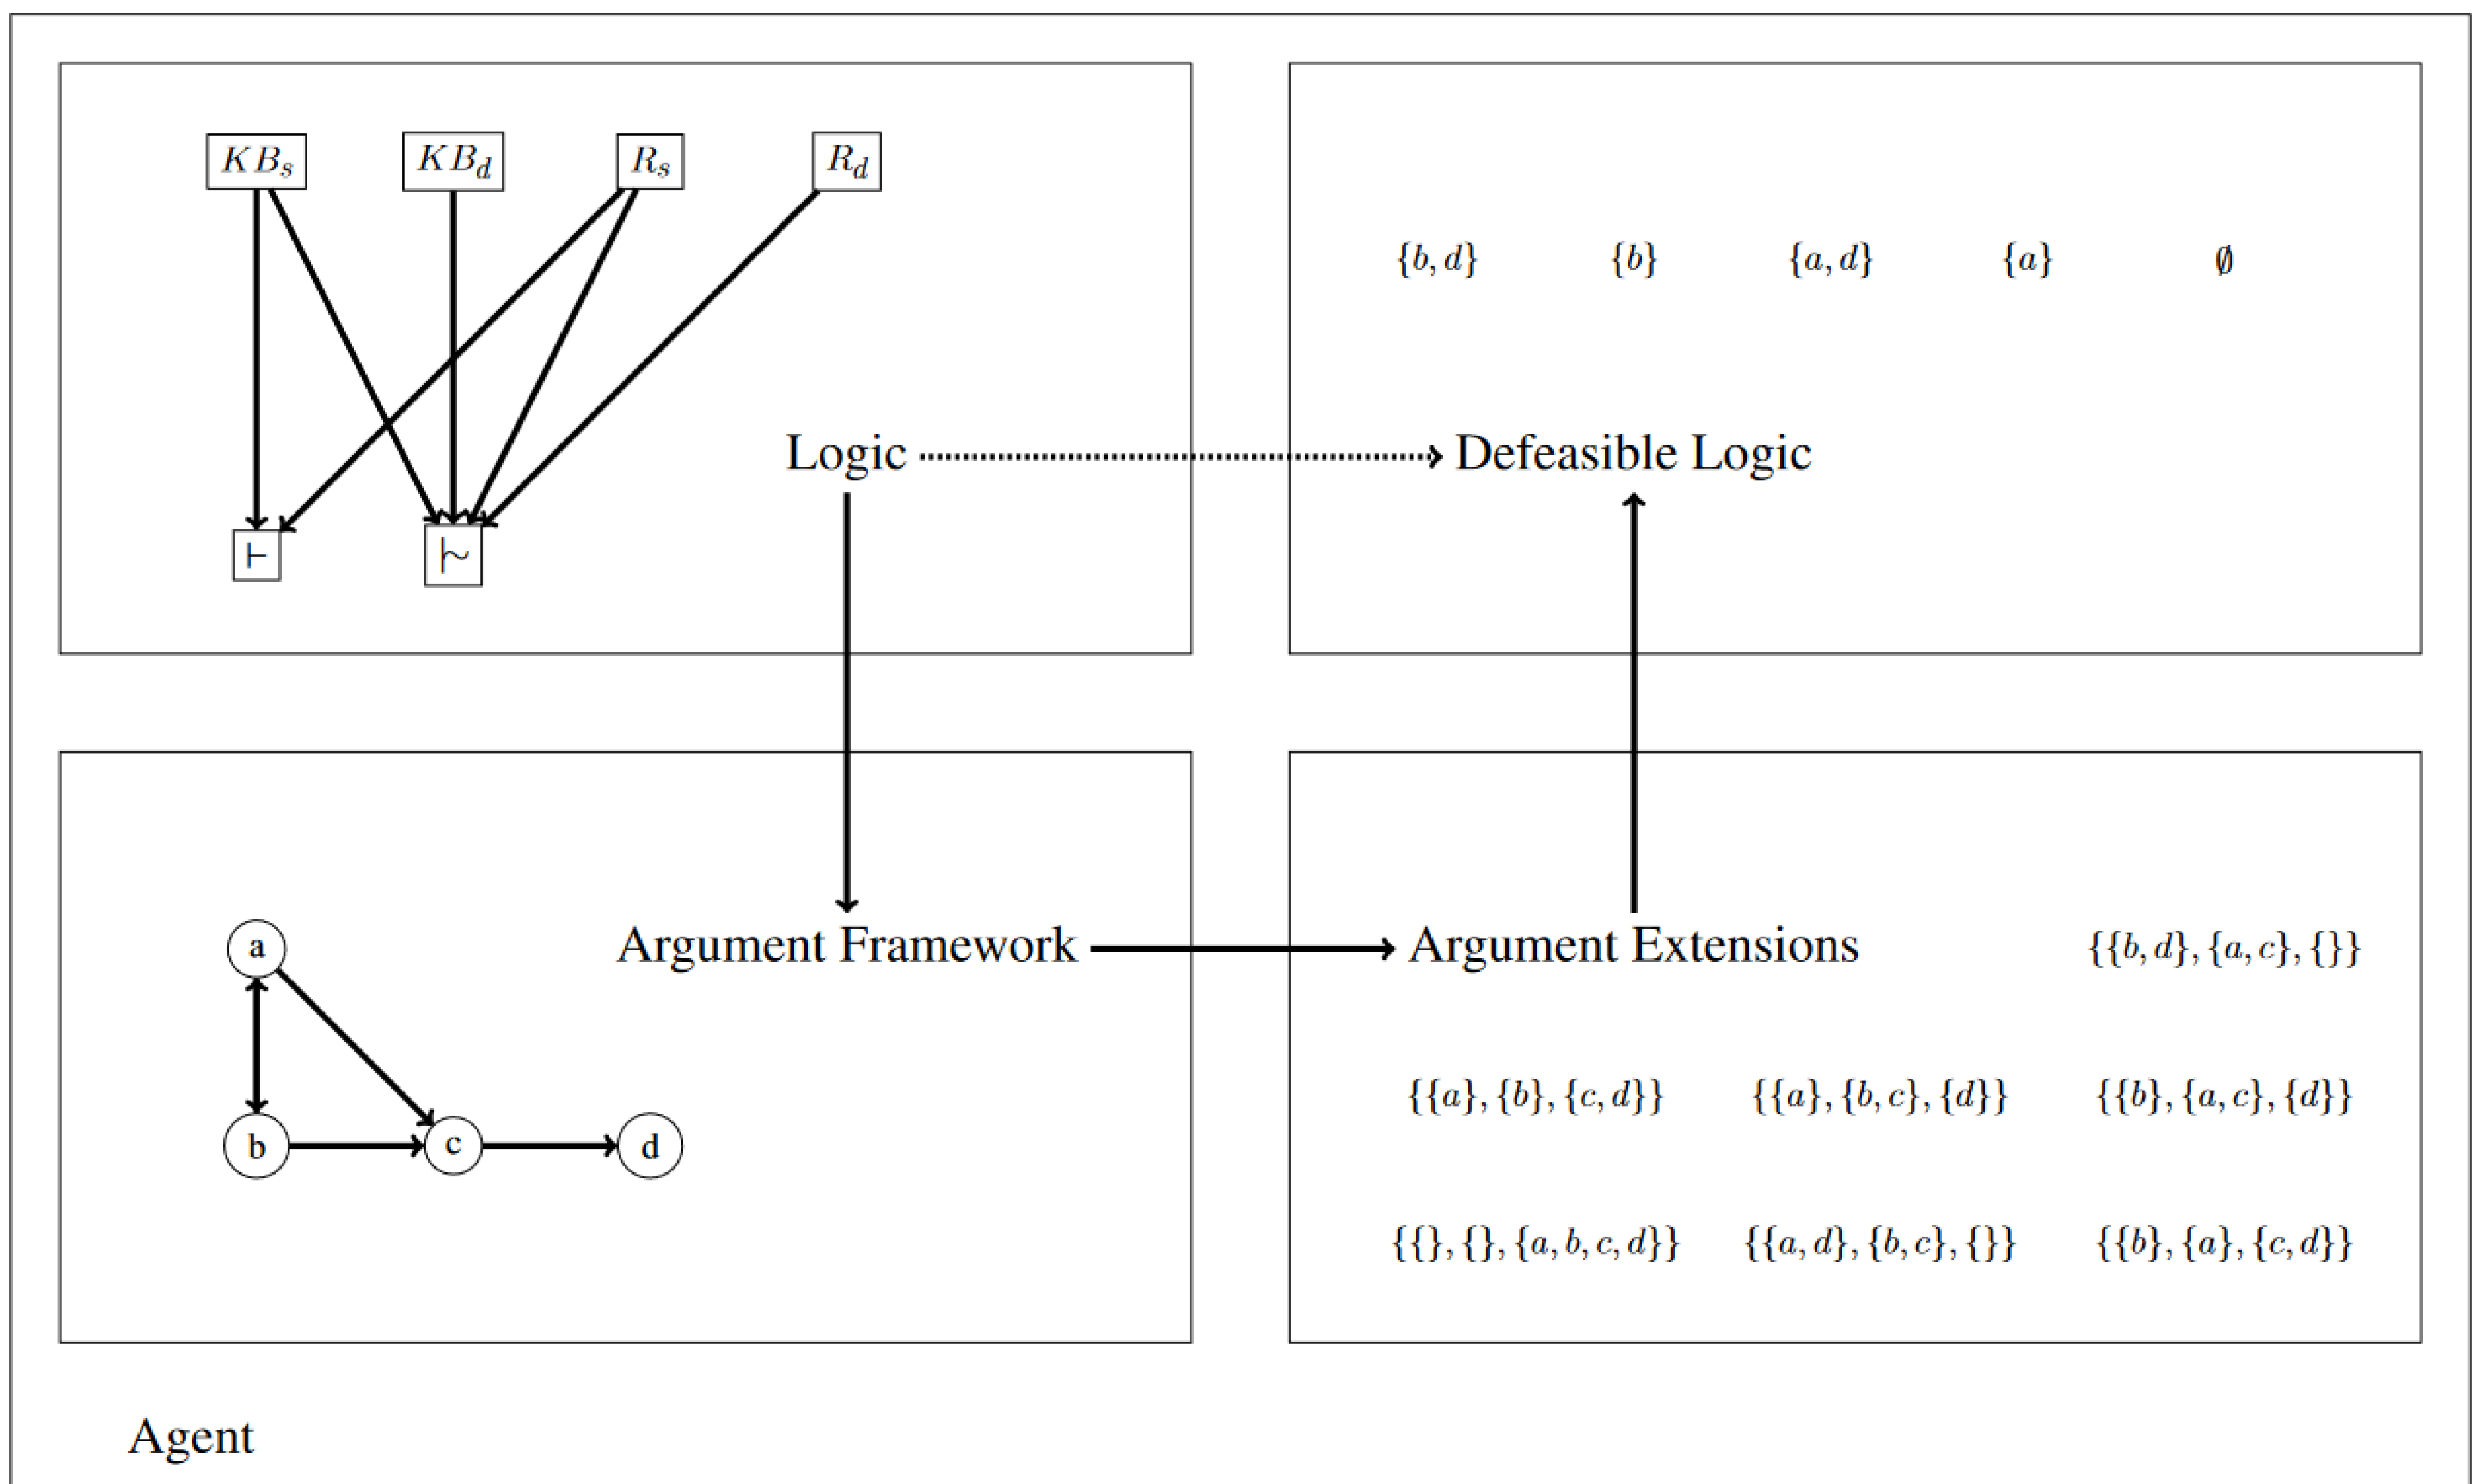 KB_s KB_d R_s R_d
⊢ |~
Logic
{b, d} {b} {a, d} {a} ∅
Defeasible Logic
a
b c d
Argument Framework
Argument Extensions {{b, d}, {a, c}, {}}
{{a}, {b}, {c, d}} {{a}, {b, c}, {d}} {{b}, {a, c}, {d}}
{{}, {}, {a, b, c, d}} {{a, d}, {b, c}, {}} {{b}, {a}, {c, d}}
Agent